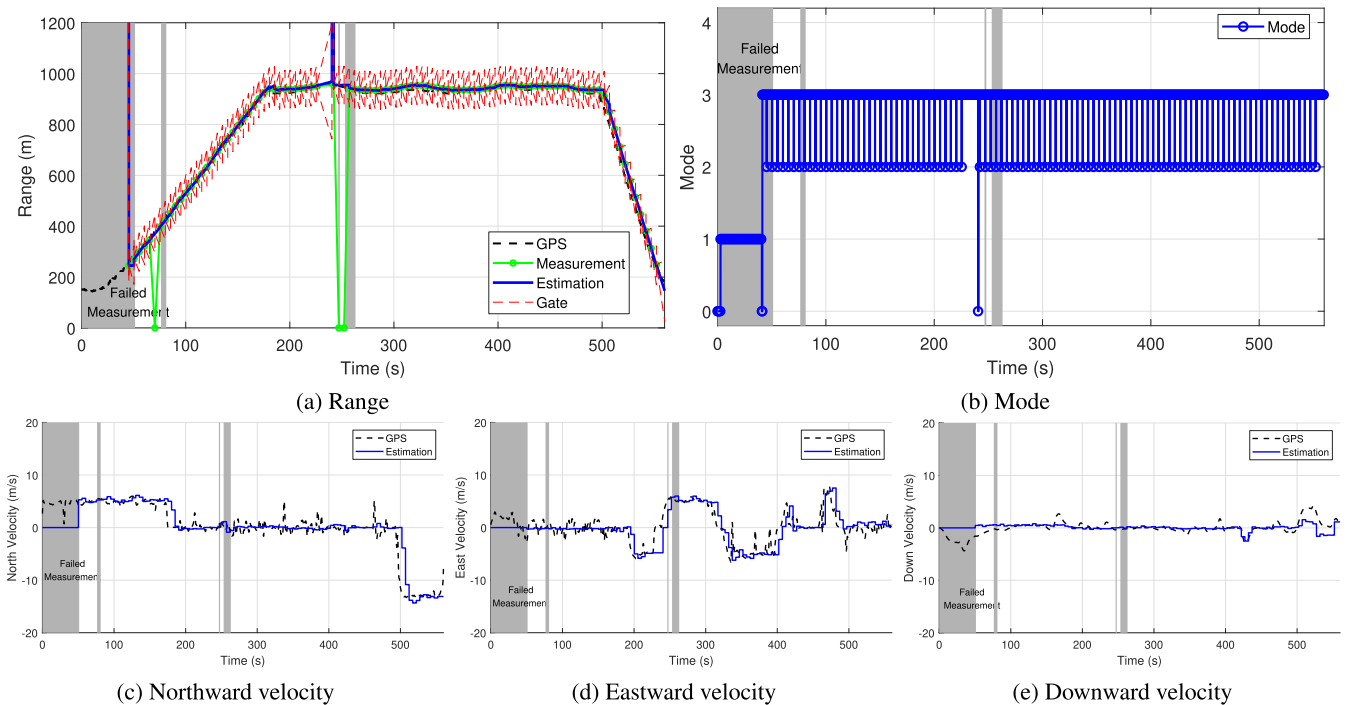 1200
1000
800
600
400
200
0
Range (m)
Failed
Measurement
GPS
Measurement
Estimation
Gate
0 100 200 300 400 500
Time (s)
(a) Range
4
3
2
1
0
Mode
Failed
Measurement
Mode
0 100 200 300 400 500
Time (s)
(b) Mode
20
10
0
-10
-20
North Velocity (m/s)
Failed
Measurement
GPS
Estimation
0 100 200 300 400 500
Time (s)
(c) Northward velocity
20
10
0
-10
-20
East Velocity (m/s)
Failed
Measurement
GPS
Estimation
0 100 200 300 400 500
Time (s)
(d) Eastward velocity
20
10
0
-10
-20
Down Velocity (m/s)
Failed
Measurement
GPS
Estimation
0 100 200 300 400 500
Time (s)
(e) Downward velocity